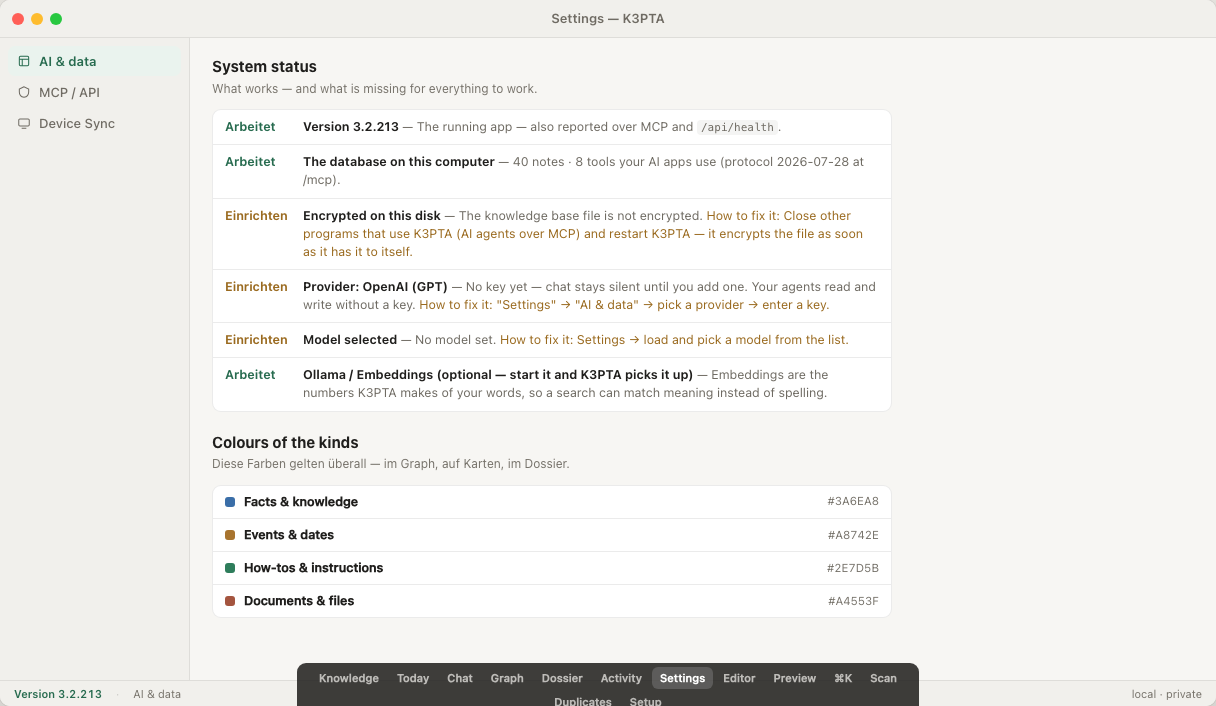 Settings — K3PTA
AI & data
MCP / API
Device Sync
System status
What works — and what is missing for everything to work.
Arbeitet Version 3.2.213 — The running app — also reported over MCP and /api/health.
Arbeitet The database on this computer — 40 notes · 8 tools your AI apps use (protocol 2026-07-28 at
/mcp).
Einrichten Encrypted on this disk — The knowledge base file is not encrypted. How to fix it: Close other
programs that use K3PTA (AI agents over MCP) and restart K3PTA — it encrypts the file as soon
as it has it to itself.
Einrichten Provider: OpenAI (GPT) — No key yet — chat stays silent until you add one. Your agents read and
write without a key. How to fix it: "Settings" → "AI & data" → pick a provider → enter a key.
Einrichten Model selected — No model set. How to fix it: Settings → load and pick a model from the list.
Arbeitet Ollama / Embeddings (optional — start it and K3PTA picks it up) — Embeddings are the
numbers K3PTA makes of your words, so a search can match meaning instead of spelling.
Colours of the kinds
Diese Farben gelten überall — im Graph, auf Karten, im Dossier.
Facts & knowledge #3A6EA8
Events & dates #A8742E
How-tos & instructions #2E7D5B
Documents & files #A4553F
Knowledge Today Chat Graph Dossier Activity Settings Editor Preview ⌘K Scan
Duplicates Setup
Version 3.2.213 · AI & data
local · private